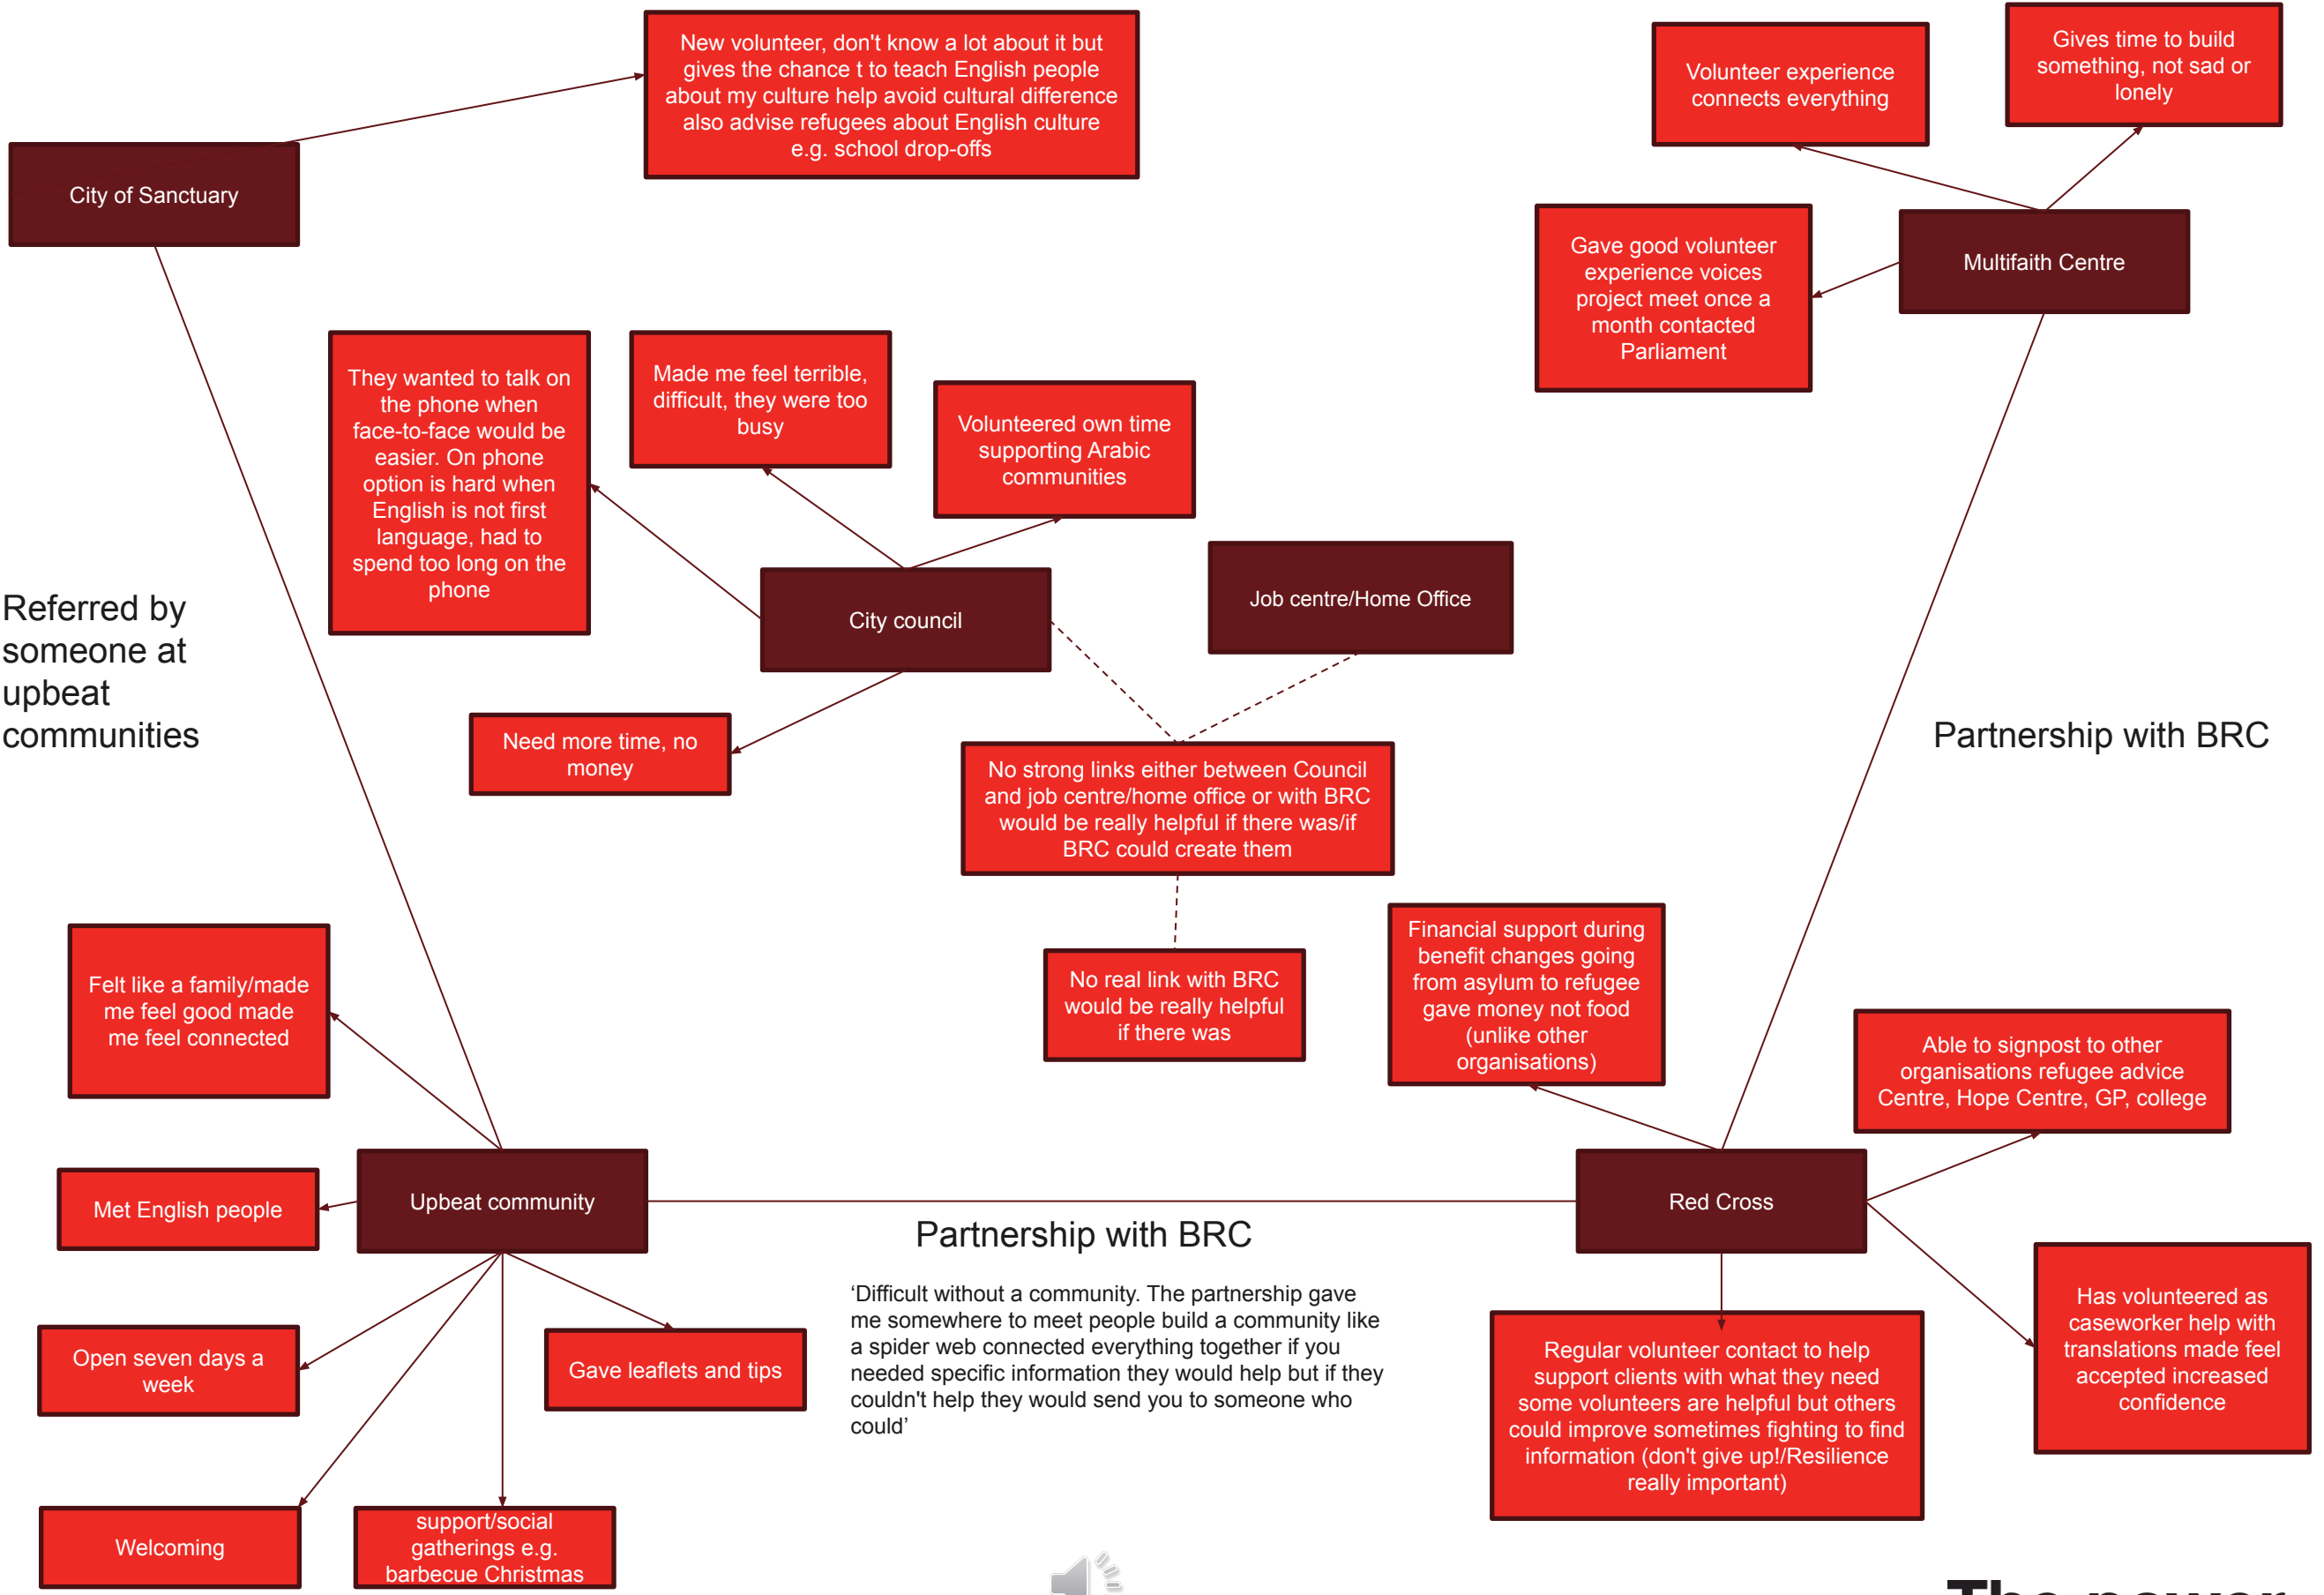 New volunteer, don't know a lot about it but
gives the chance t to teach English people
about my culture help avoid cultural difference
also advise refugees about English culture
e.g. school drop-offs
Volunteer experience
connects everything
Gives time to build
something, not sad or
lonely
City of Sanctuary
Gave good volunteer
experience voices
project meet once a
month contacted
Parliament
Multifaith Centre
They wanted to talk on
the phone when
face-to-face would be
easier. On phone
option is hard when
English is not first
language, had to
spend too long on the
phone
Made me feel terrible,
difficult, they were too
busy
Volunteered own time
supporting Arabic
communities
City council
Job centre/Home Office
Referred by
someone at
upbeat
communities
Need more time, no
money
No strong links either between Council
and job centre/home office or with BRC
would be really helpful if there was/if
BRC could create them
Partnership with BRC
Felt like a family/made
me feel good made
me feel connected
No real link with BRC
would be really helpful
if there was
Financial support during
benefit changes going
from asylum to refugee
gave money not food
(unlike other
organisations)
Able to signpost to other
organisations refugee advice
Centre, Hope Centre, GP, college
Met English people
Upbeat community
Partnership with BRC
Red Cross
'Difficult without a community. The partnership gave
me somewhere to meet people build a community like
a spider web connected everything together if you
needed specific information they would help but if they
couldn't help they would send you to someone who
could'
Has volunteered as
caseworker help with
translations made feel
accepted increased
confidence
Open seven days a
week
Gave leaflets and tips
Regular volunteer contact to help
support clients with what they need
some volunteers are helpful but others
could improve sometimes fighting to find
information (don't give up!/Resilience
really important)
Welcoming
support/social
gatherings e.g.
barbecue Christmas
The power